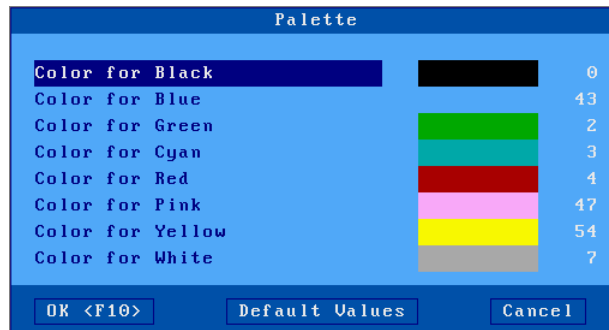 Palette
Color for Black 0
Color for Blue 43
Color for Green 2
Color for Cyan 3
Color for Red 4
Color for Pink 47
Color for Yellow 54
Color for White 7
OK <F10> Default Values Cancel